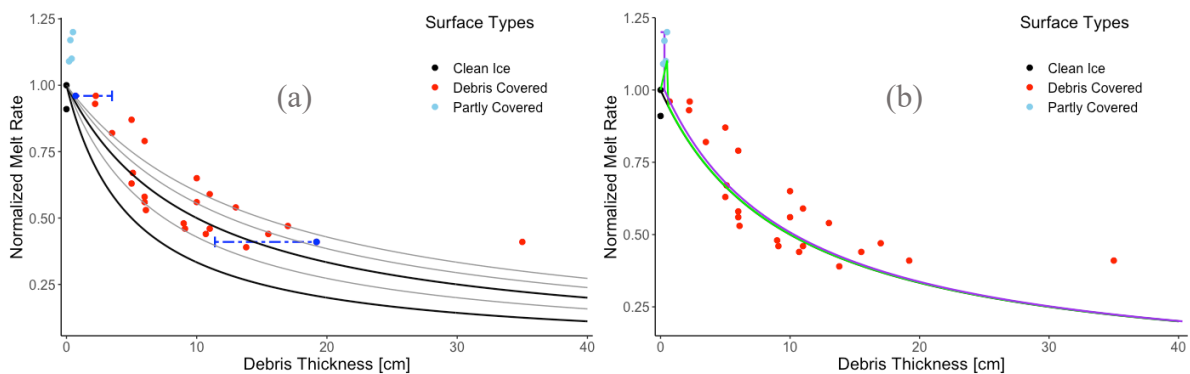 1.25
1.00
0.75
0.50
0.25
Normalized Melt Rate
0
10
20
30
40
Debris Thickness [cm]
(a)
Surface Types
Clean Ice
Debris Covered
Partly Covered
1.25
1.00
0.75
0.50
0.25
Normalized Melt Rate
0
10
20
30
40
Debris Thickness [cm]
(b)
Surface Types
Clean Ice
Debris Covered
Partly Covered